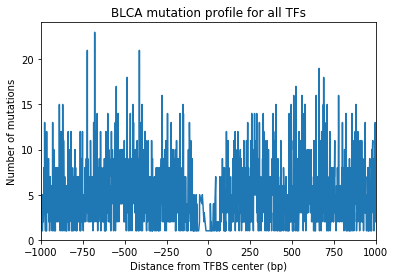 BLCA mutation profile for all TFs
Number of mutations
20
15
10
5
0
−1000 −750 −500 −250 0 250 500 750 1000
Distance from TFBS center (bp)